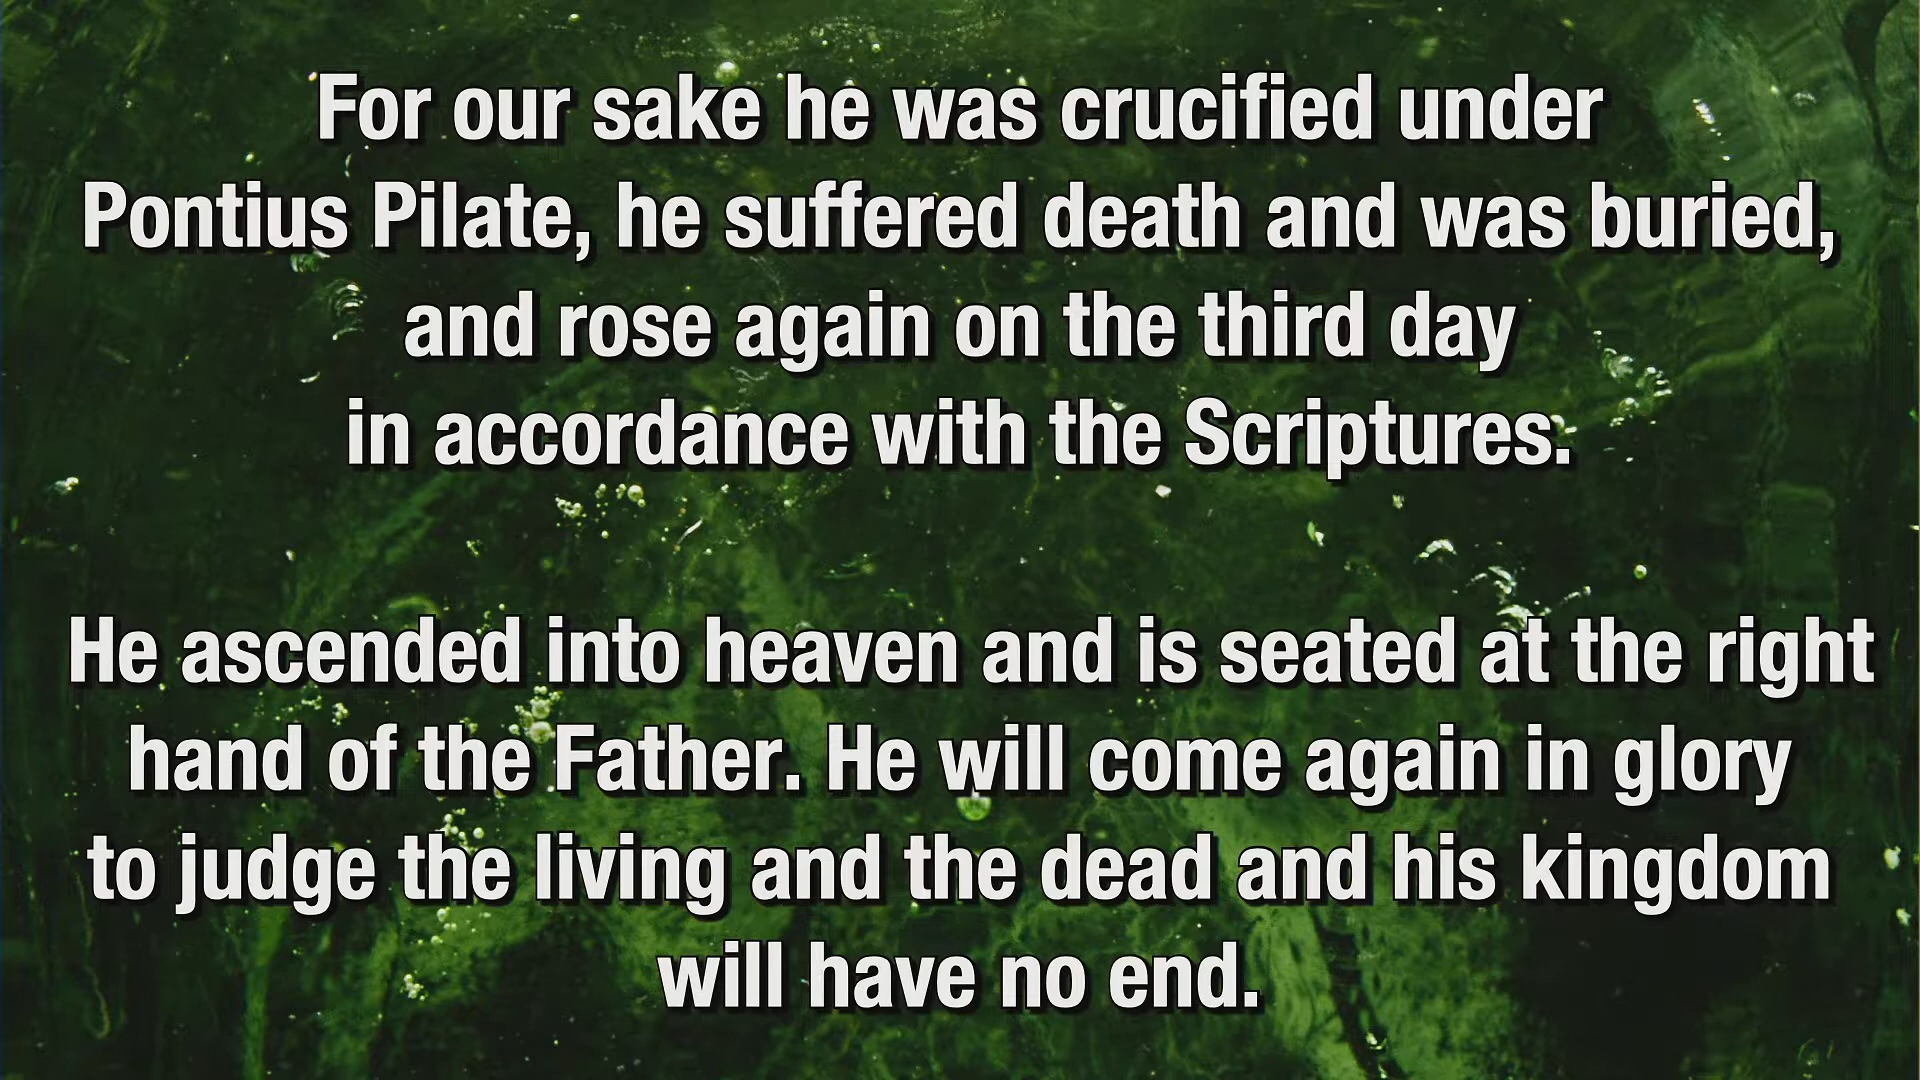 For our sake he was crucified under
Pontius Pilate, he suffered death and was buried,
and rose again on the third day
in accordance with the Scriptures.
He ascended into heaven and is seated at the right
hand of the Father. He will come again in glory
to judge the living and the dead and his kingdom
will have no end.